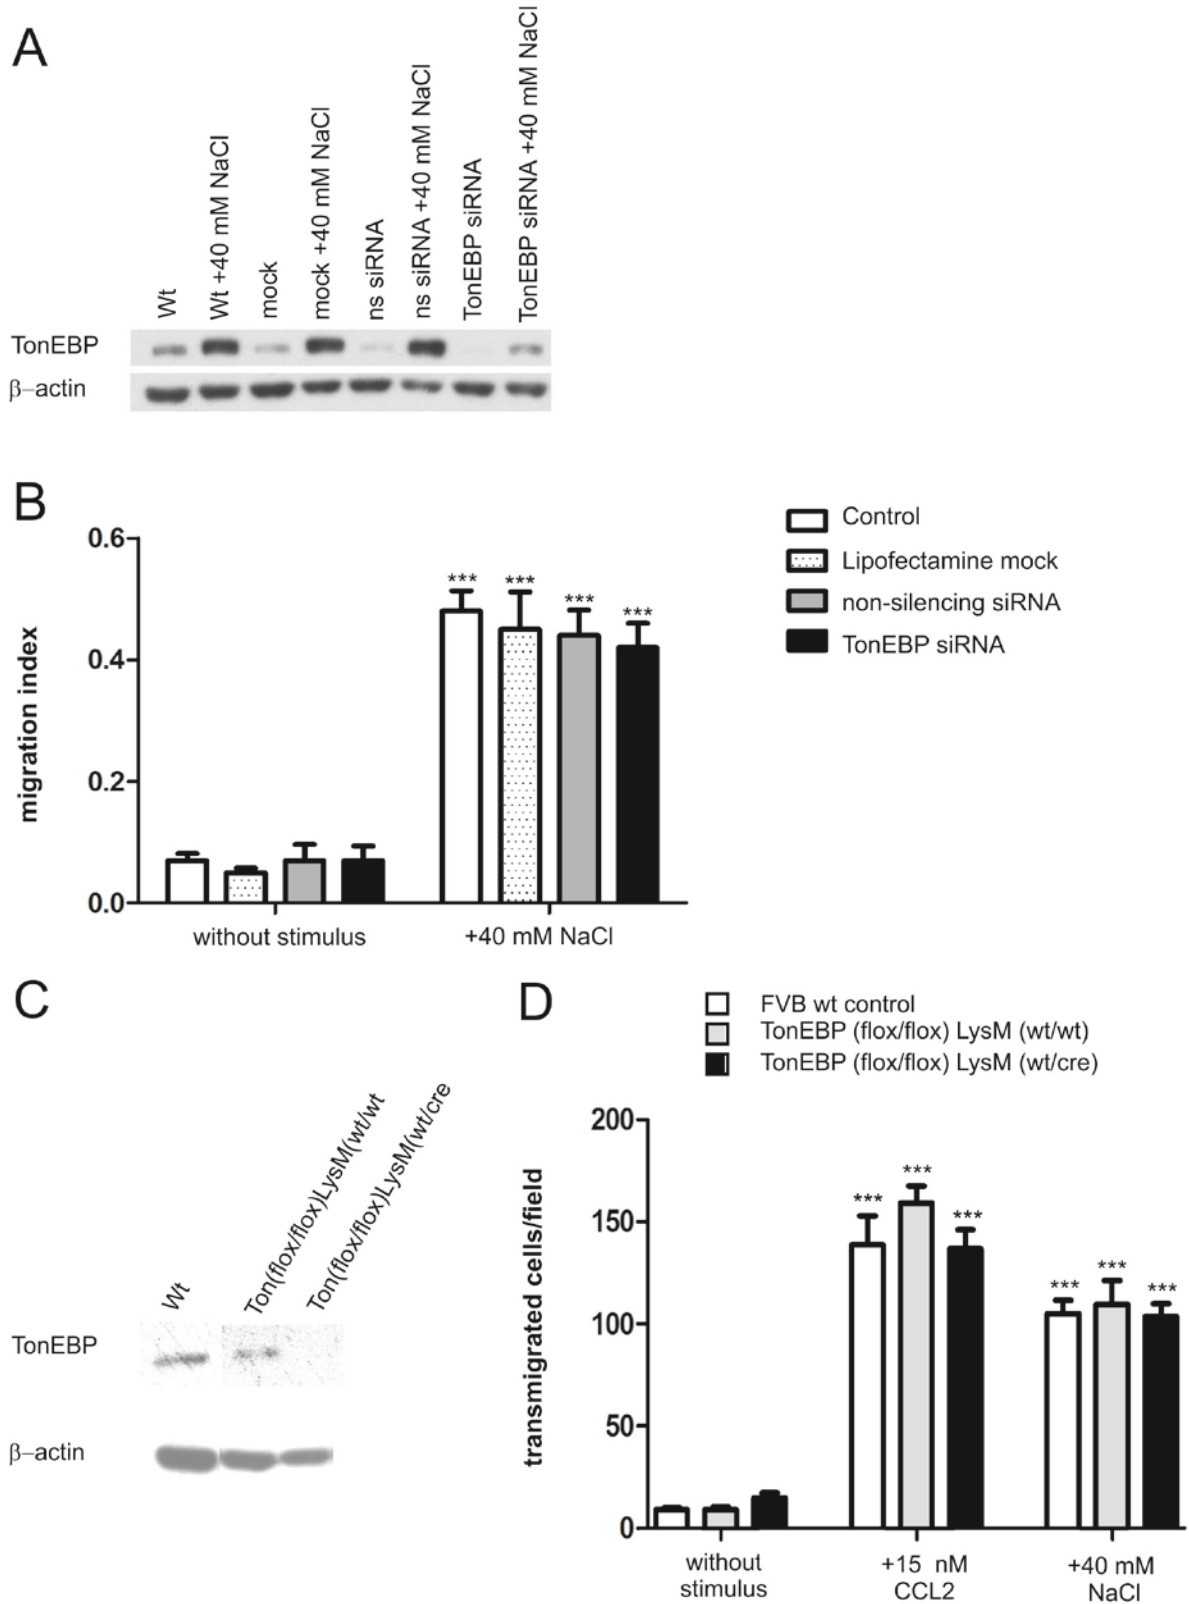 A
Wt
Wt +40 mM NaCl
mock
mock +40 mM NaCl
ns siRNA
ns siRNA +40 mM NaCl
TonEBP siRNA
TonEBP siRNA +40 mM NaCl
TonEBP
β–actin
B
0.6
0.4
0.2
0.0
migration index
***
***
***
***
without stimulus
+40 mM NaCl
Control
Lipofectamine mock
non-silencing siRNA
TonEBP siRNA
C
Wt
Ton(flox/flox)LysM(wt/wt
Ton(flox/flox)LysM(wt/cre
TonEBP
β–actin
D
FVB wt control
TonEBP (flox/flox) LysM (wt/wt)
TonEBP (flox/flox) LysM (wt/cre)
200
150
100
50
0
transmigrated cells/field
***
***
***
***
***
***
without
stimulus
+15 nM
CCL2
+40 mM
NaCl